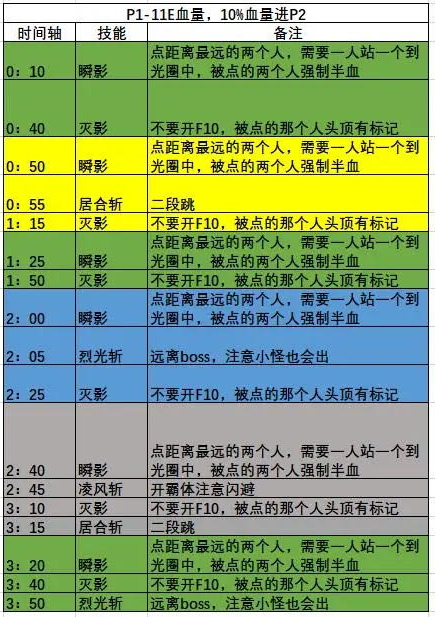 P1-11E血量，10%血量进P2
时间轴 技能 备注
点距离最远的两个人，需要一人站一个到
0：10 瞬影 光圈中，被点的两个人强制半血
0：40 灭影 不要开F10，被点的那个人头顶有标记
点距离最远的两个人，需要一人站一个到
0：50 瞬影 光圈中，被点的两个人强制半血
0：55 居合斩 二段跳
1：15 灭影 不要开F10，被点的那个人头顶有标记
点距离最远的两个人，需要一人站一个到
1：25 瞬影 光圈中，被点的两个人强制半血
1：50 灭影 不要开F10，被点的那个人头顶有标记
点距离最远的两个人，需要一人站一个到
2：00 瞬影 光圈中，被点的两个人强制半血
2：05 烈光斩 远离boss，注意小怪也会出
2：25 灭影 不要开F10，被点的那个人头顶有标记
点距离最远的两个人，需要一人站一个到
2：40 瞬影 光圈中，被点的两个人强制半血
2：45 凌风斩 开霸体注意闪避
3：10 灭影 不要开F10，被点的那个人头顶有标记
3：15 居合斩 二段跳
点距离最远的两个人，需要一人站一个到
3：20 瞬影 光圈中，被点的两个人强制半血
3：40 灭影 不要开F10，被点的那个人头顶有标记
3：50 烈光斩 远离boss，注意小怪也会出